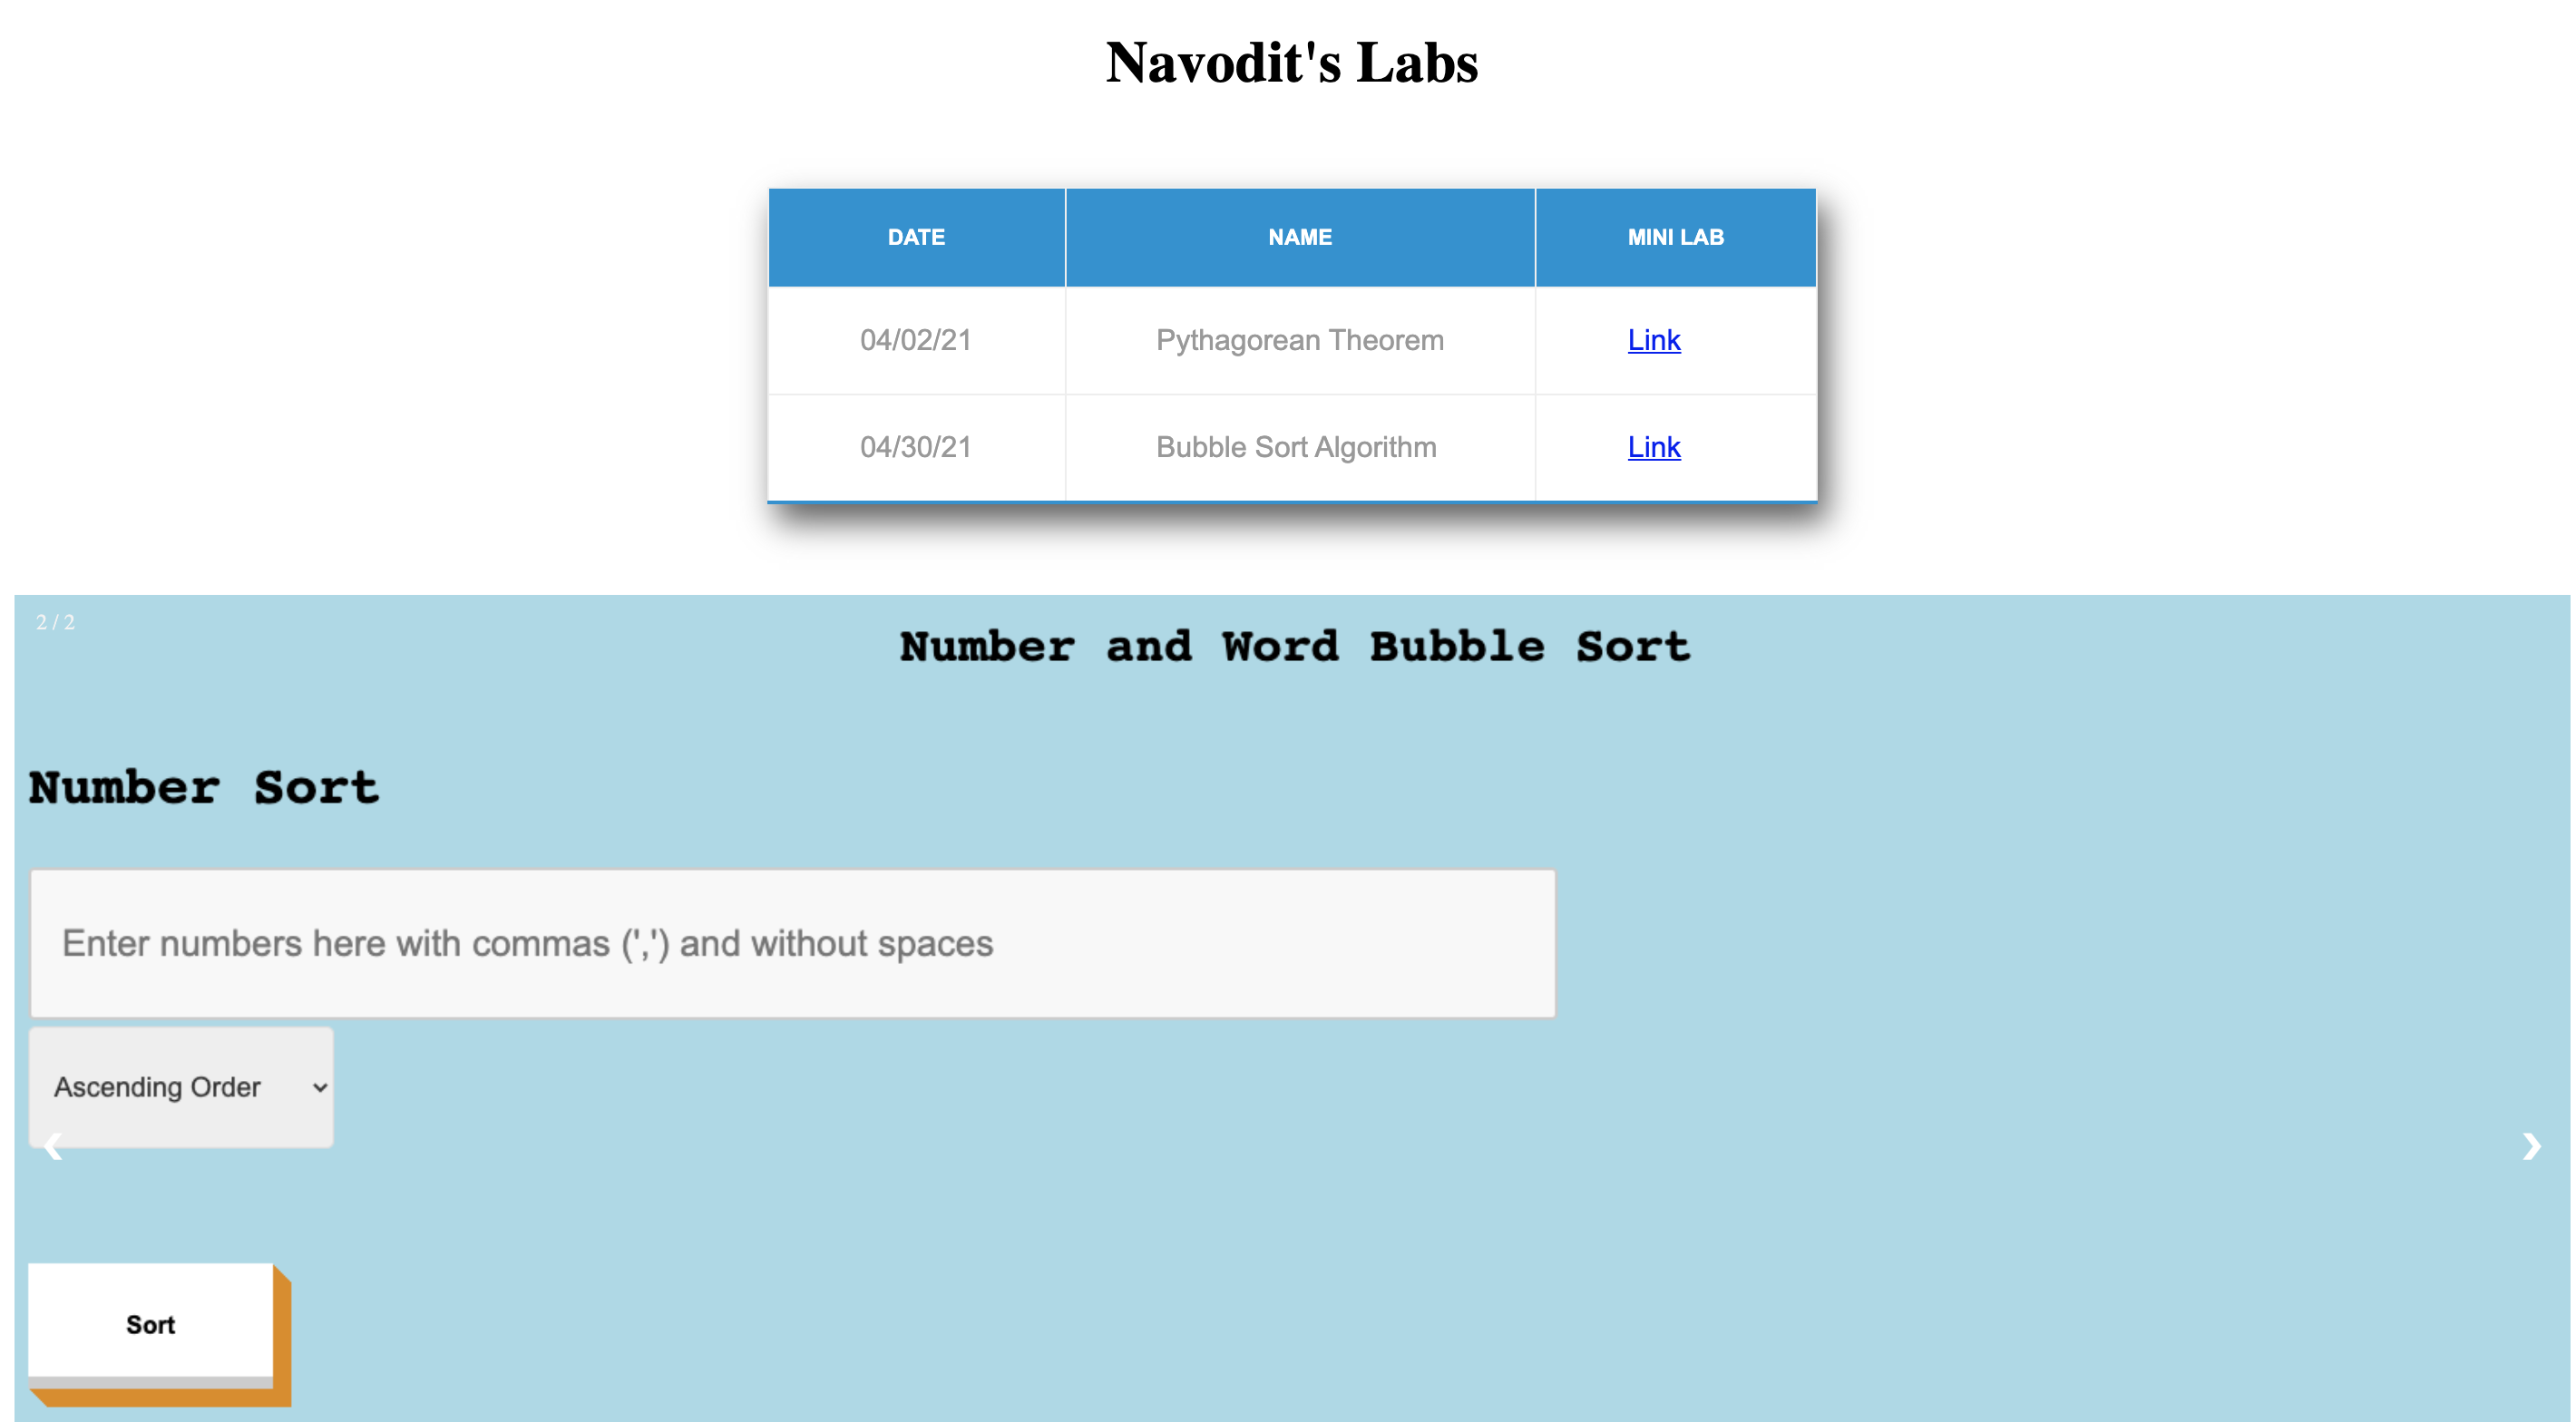 Navodit's Labs
DATE NAME MINI LAB
04/02/21 Pythagorean Theorem Link
04/30/21 Bubble Sort Algorithm Link
2 / 2
Number and Word Bubble Sort
Number Sort
Enter numbers here with commas (',') and without spaces
Ascending Order
❮ ❯
Sort